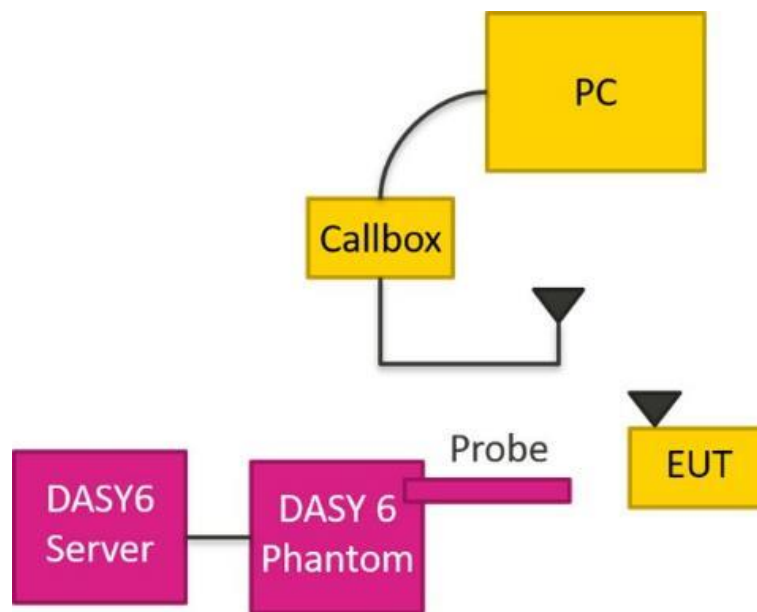 PC
Callbox
Probe
EUT
DASY6
Server
DASY 6
Phantom